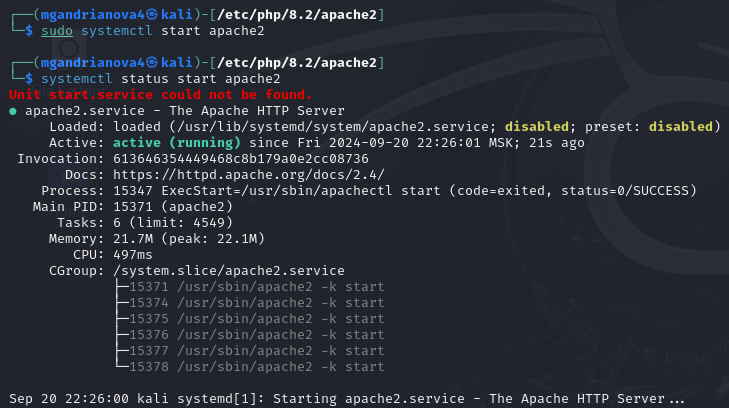 ┌──(mgandrianova4㉿kali)-[/etc/php/8.2/apache2]
└─$ sudo systemctl start apache2
┌──(mgandrianova4㉿kali)-[/etc/php/8.2/apache2]
└─$ systemctl status start apache2
Unit start.service could not be found.
● apache2.service - The Apache HTTP Server
     Loaded: loaded (/usr/lib/systemd/system/apache2.service; disabled; preset: disabled)
     Active: active (running) since Fri 2024-09-20 22:26:01 MSK; 21s ago
 Invocation: 613646354449468c8b179a0e2cc08736
       Docs: https://httpd.apache.org/docs/2.4/
    Process: 15347 ExecStart=/usr/sbin/apachectl start (code=exited, status=0/SUCCESS)
   Main PID: 15371 (apache2)
      Tasks: 6 (limit: 4549)
     Memory: 21.7M (peak: 22.1M)
        CPU: 497ms
     CGroup: /system.slice/apache2.service
             ├─15371 /usr/sbin/apache2 -k start
             ├─15374 /usr/sbin/apache2 -k start
             ├─15375 /usr/sbin/apache2 -k start
             ├─15376 /usr/sbin/apache2 -k start
             ├─15377 /usr/sbin/apache2 -k start
             └─15378 /usr/sbin/apache2 -k start
Sep 20 22:26:00 kali systemd[1]: Starting apache2.service - The Apache HTTP Server...